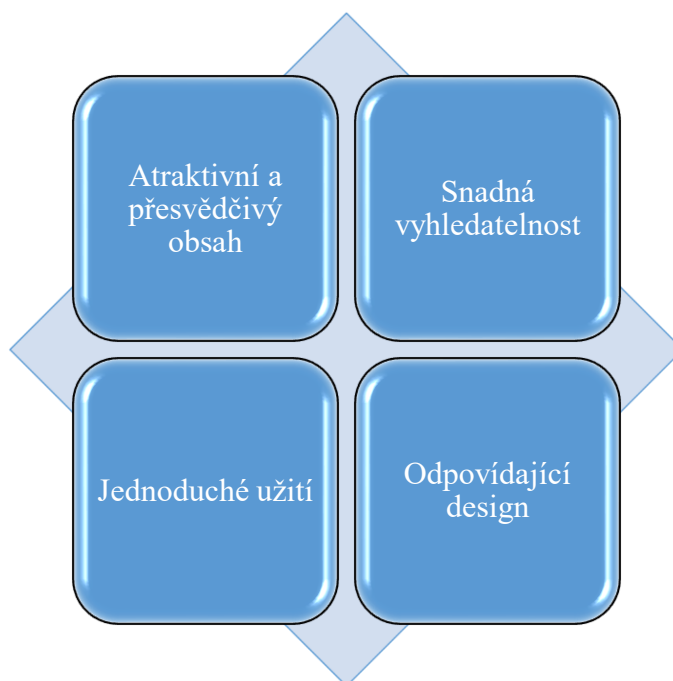 Atraktivní a
přesvědčivý
obsah
Snadná
vyhledatelnost
Jednoduché užití
Odpovídající
design